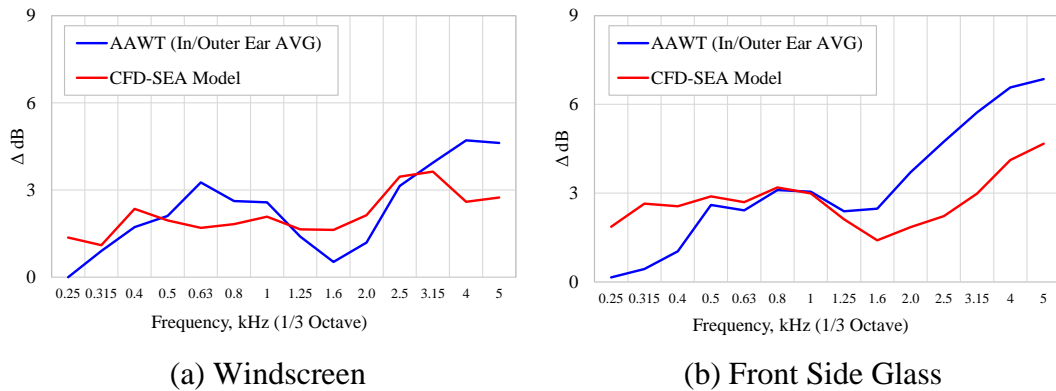 9
6
3
0
Δ dB
AAWT (In/Outer Ear AVG)
CFD-SEA Model
0.25 0.315 0.4 0.5 0.63 0.8 1 1.25 1.6 2.0 2.5 3.15 4 5
Frequency, kHz (1/3 Octave)
(a) Windscreen
9
6
3
0
Δ dB
AAWT (In/Outer Ear AVG)
CFD-SEA Model
0.25 0.315 0.4 0.5 0.63 0.8 1 1.25 1.6 2.0 2.5 3.15 4 5
Frequency, kHz (1/3 Octave)
(b) Front Side Glass